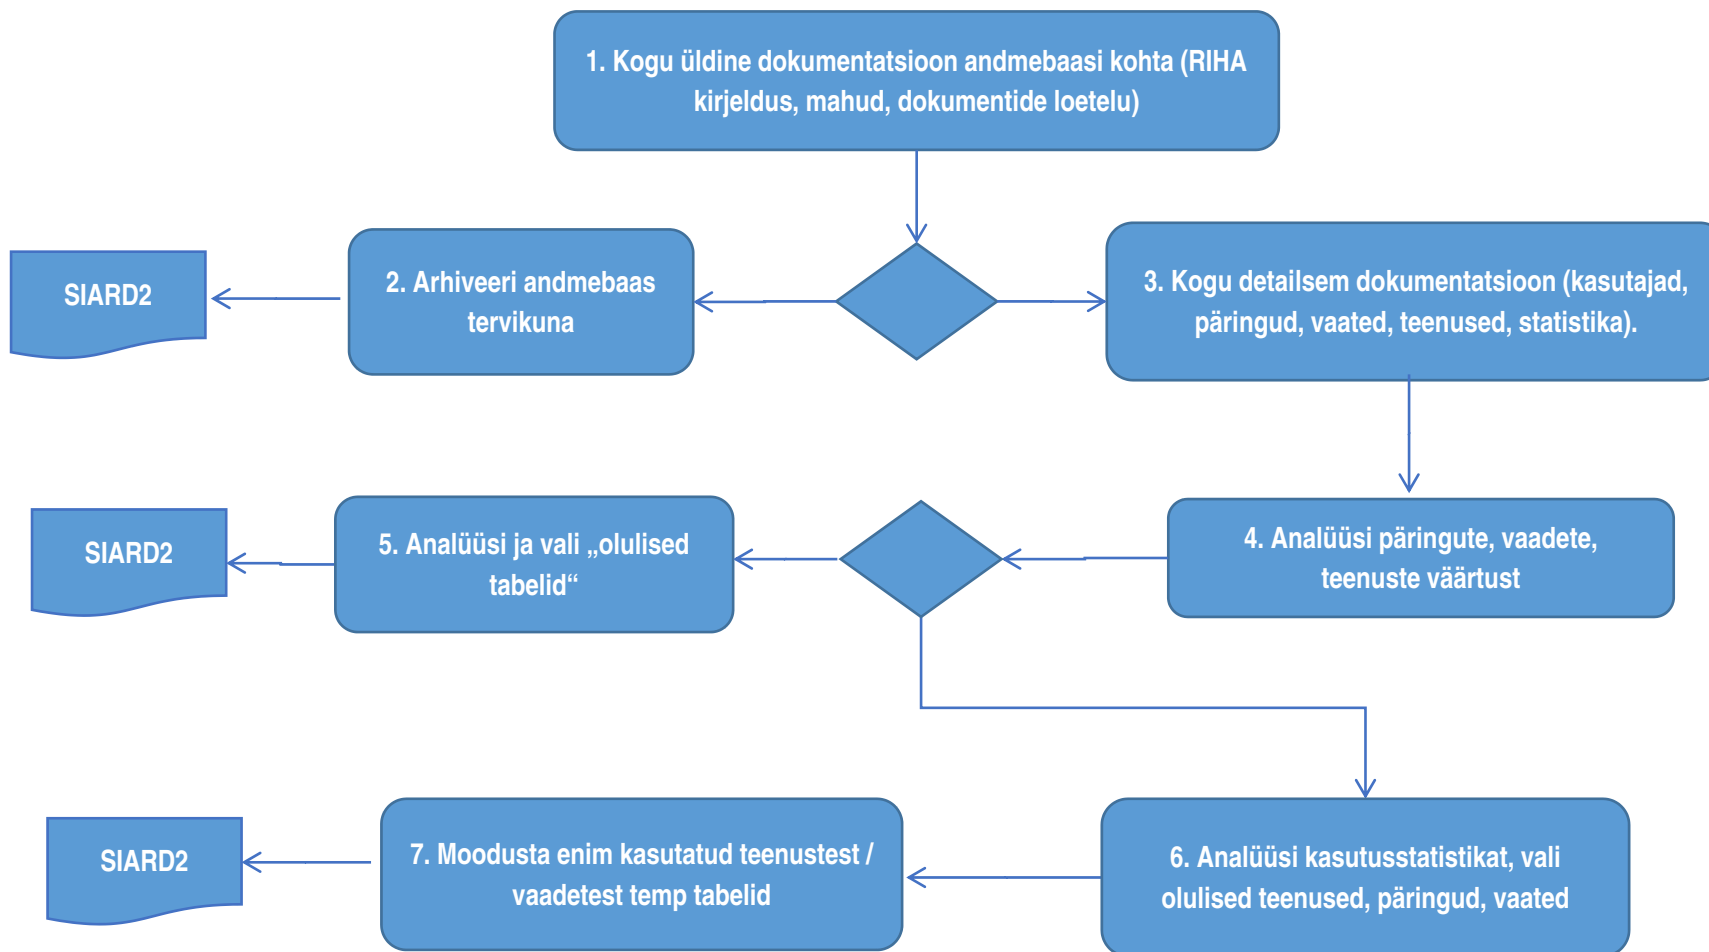 1. Kogu üldine dokumentatsioon andmebaasi kohta (RIHA
kirjeldus, mahud, dokumentide loetelu)
SIARD2
2. Arhiveeri andmebaas
tervikuna
3. Kogu detailsem dokumentatsioon (kasutajad,
päringud, vaated, teenused, statistika).
SIARD2
5. Analüüsi ja vali „olulised
tabelid“
4. Analüüsi päringute, vaadete,
teenuste väärtust
SIARD2
7. Moodusta enim kasutatud teenustest /
vaadetest temp tabelid
6. Analüüsi kasutusstatistikat, vali
olulised teenused, päringud, vaated